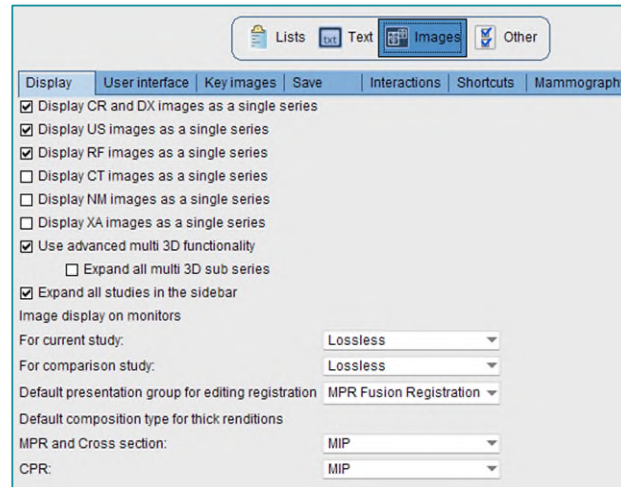 Lists txt Text Images Other
Display User interface Key images Save Interactions Shortcuts Mammograph
Display CR and DX images as a single series
Display US images as a single series
Display RF images as a single series
Display CT images as a single series
Display NM images as a single series
Display XA images as a single series
Use advanced multi 3D functionality
Expand all multi 3D sub series
Expand all studies in the sidebar
Image display on monitors
For current study: Lossless
For comparison study: Lossless
Default presentation group for editing registration MPR Fusion Registration
Default composition type for thick renditions
MPR and Cross section: MIP
CPR: MIP